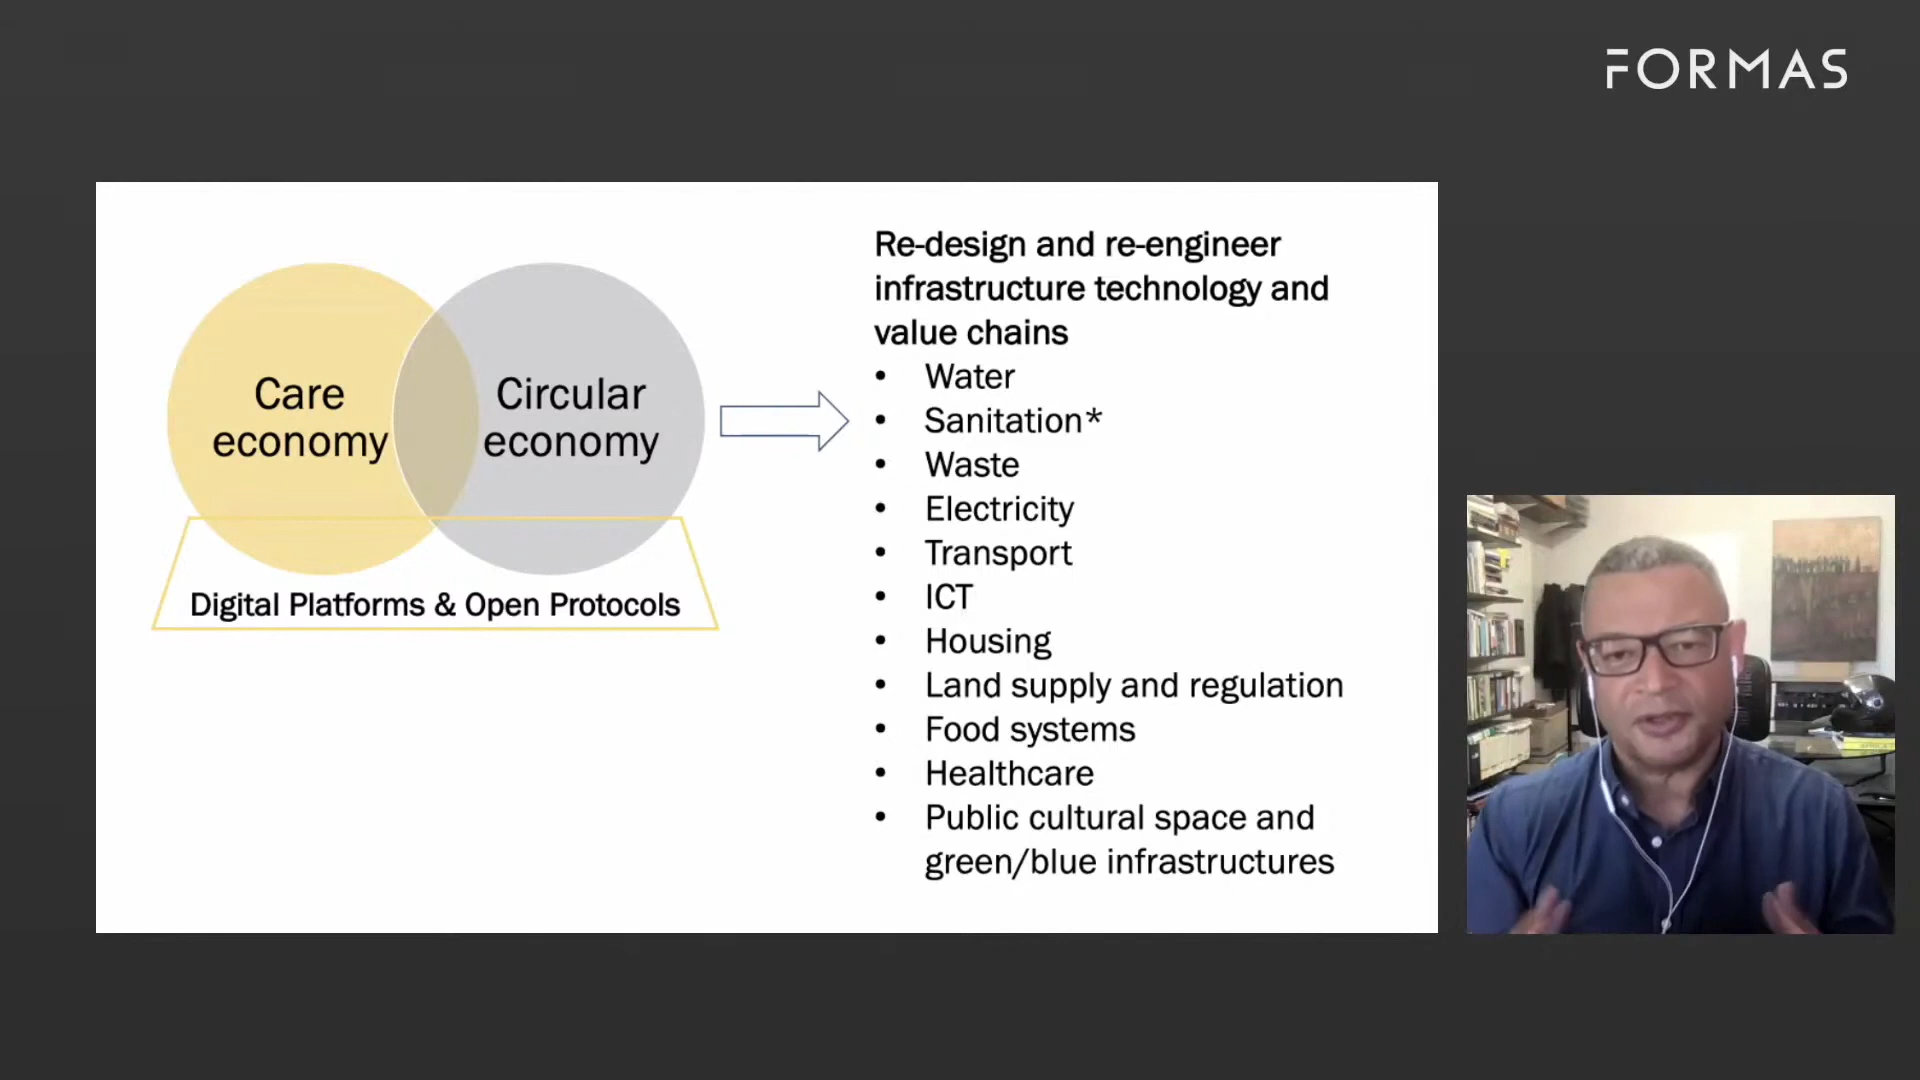 FORMAS
Care
economy
Circular
economy
Digital Platforms & Open Protocols
Re-design and re-engineer
infrastructure technology and
value chains
• Water
• Sanitation*
• Waste
• Electricity
• Transport
• ICT
• Housing
• Land supply and regulation
• Food systems
• Healthcare
• Public cultural space and
green/blue infrastructures